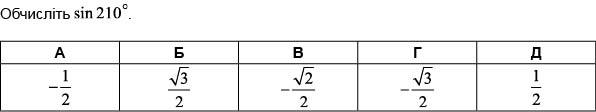 Обчисліть sin 210°.
А Б В Г Д
-1/2 √3/2 -√2/2 -√3/2 1/2